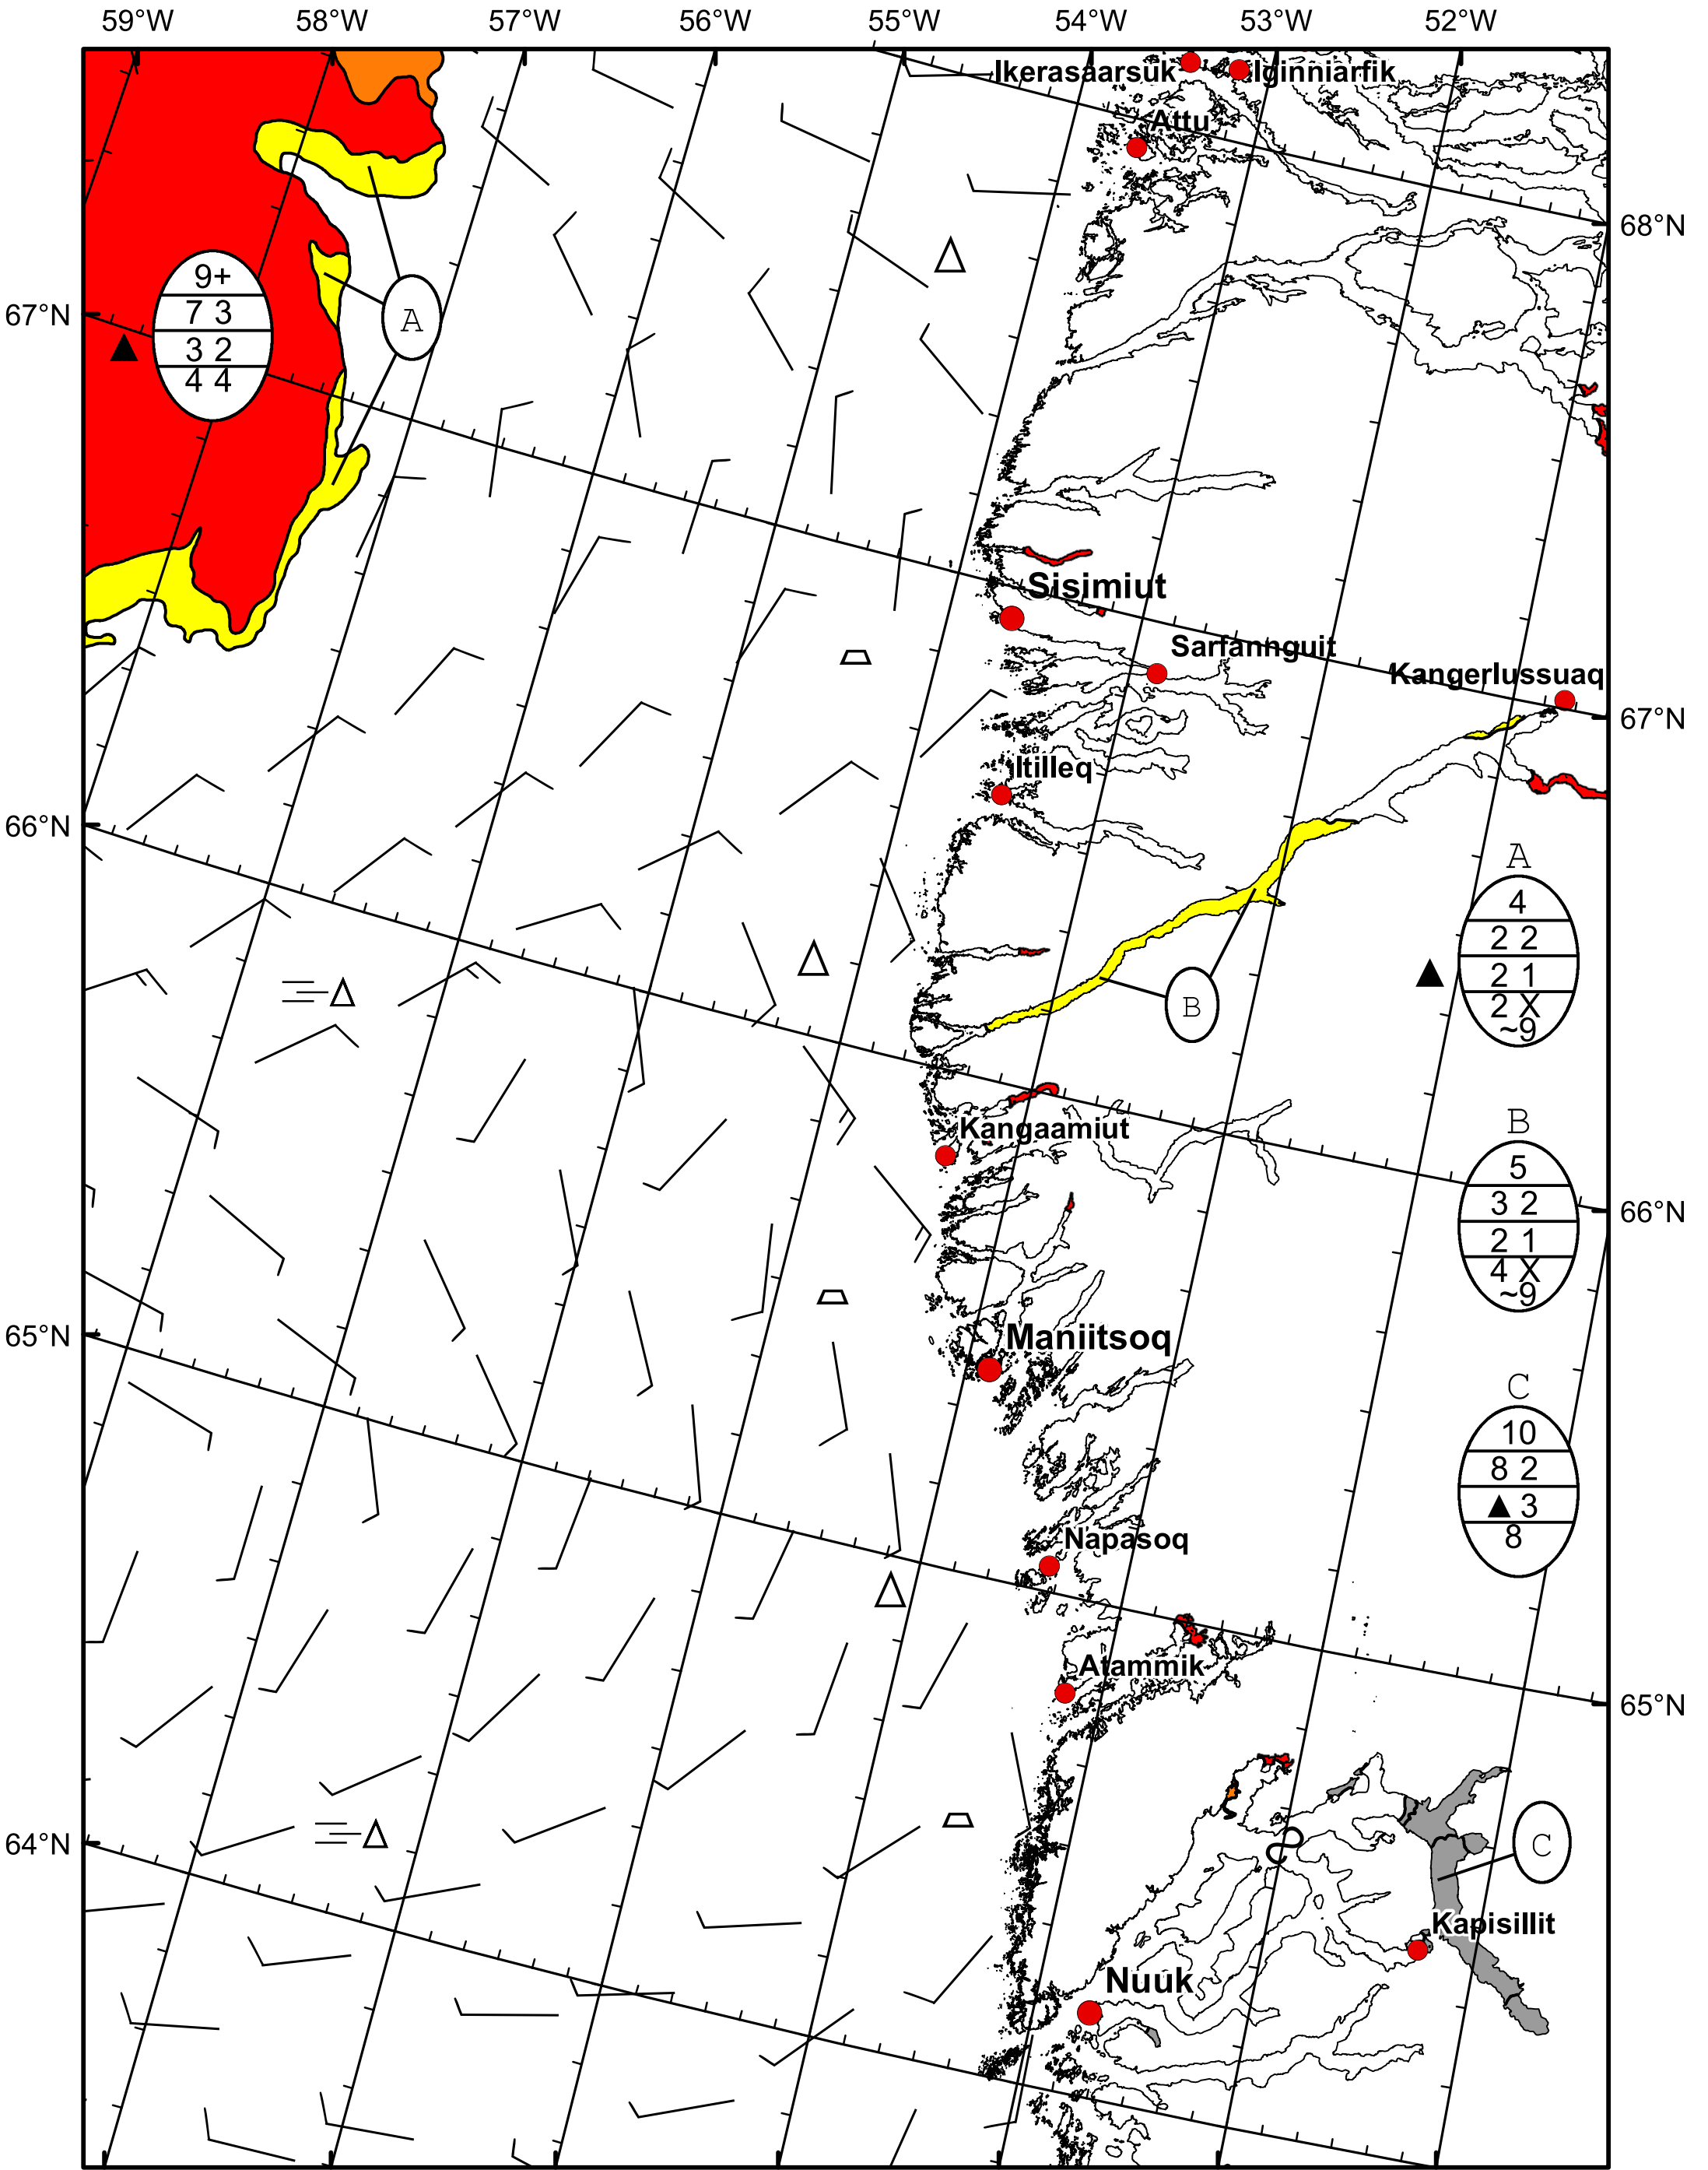 59°W 58°W 57°W 56°W 55°W 54°W 53°W 52°W
Ikerasaarsuk Iginniarfik
Attu
68°N
9+
7 3
3 2
4 4
A
67°N
Sisimiut
Sarfannguit
Kangerlussuaq
67°N
Itilleq
66°N
A
4
2 2
2 1
2 X
~9
B
Kangaamiut
B
5
3 2
2 1
4 X
~9
66°N
65°N
Maniitsoq
C
10
8 2
▲ 3
8
Napasoq
Atammik
65°N
64°N
C
Kapisillit
Nuuk